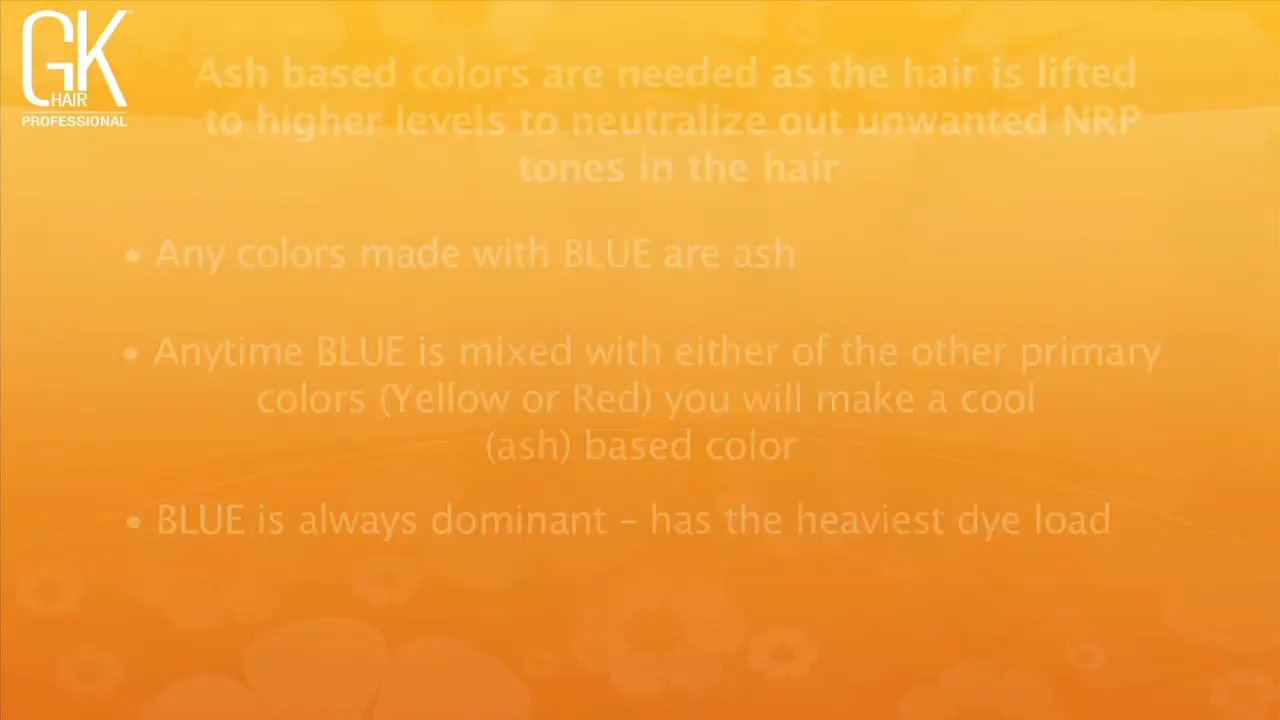 GK
HAIR
PROFESSIONAL
Ash based colors are needed as the hair is lifted
to higher levels to neutralize out unwanted NRP
tones in the hair
• Any colors made with BLUE are ash
• Anytime BLUE is mixed with either of the other primary
colors (Yellow or Red) you will make a cool
(ash) based color
• BLUE is always dominant – has the heaviest dye load